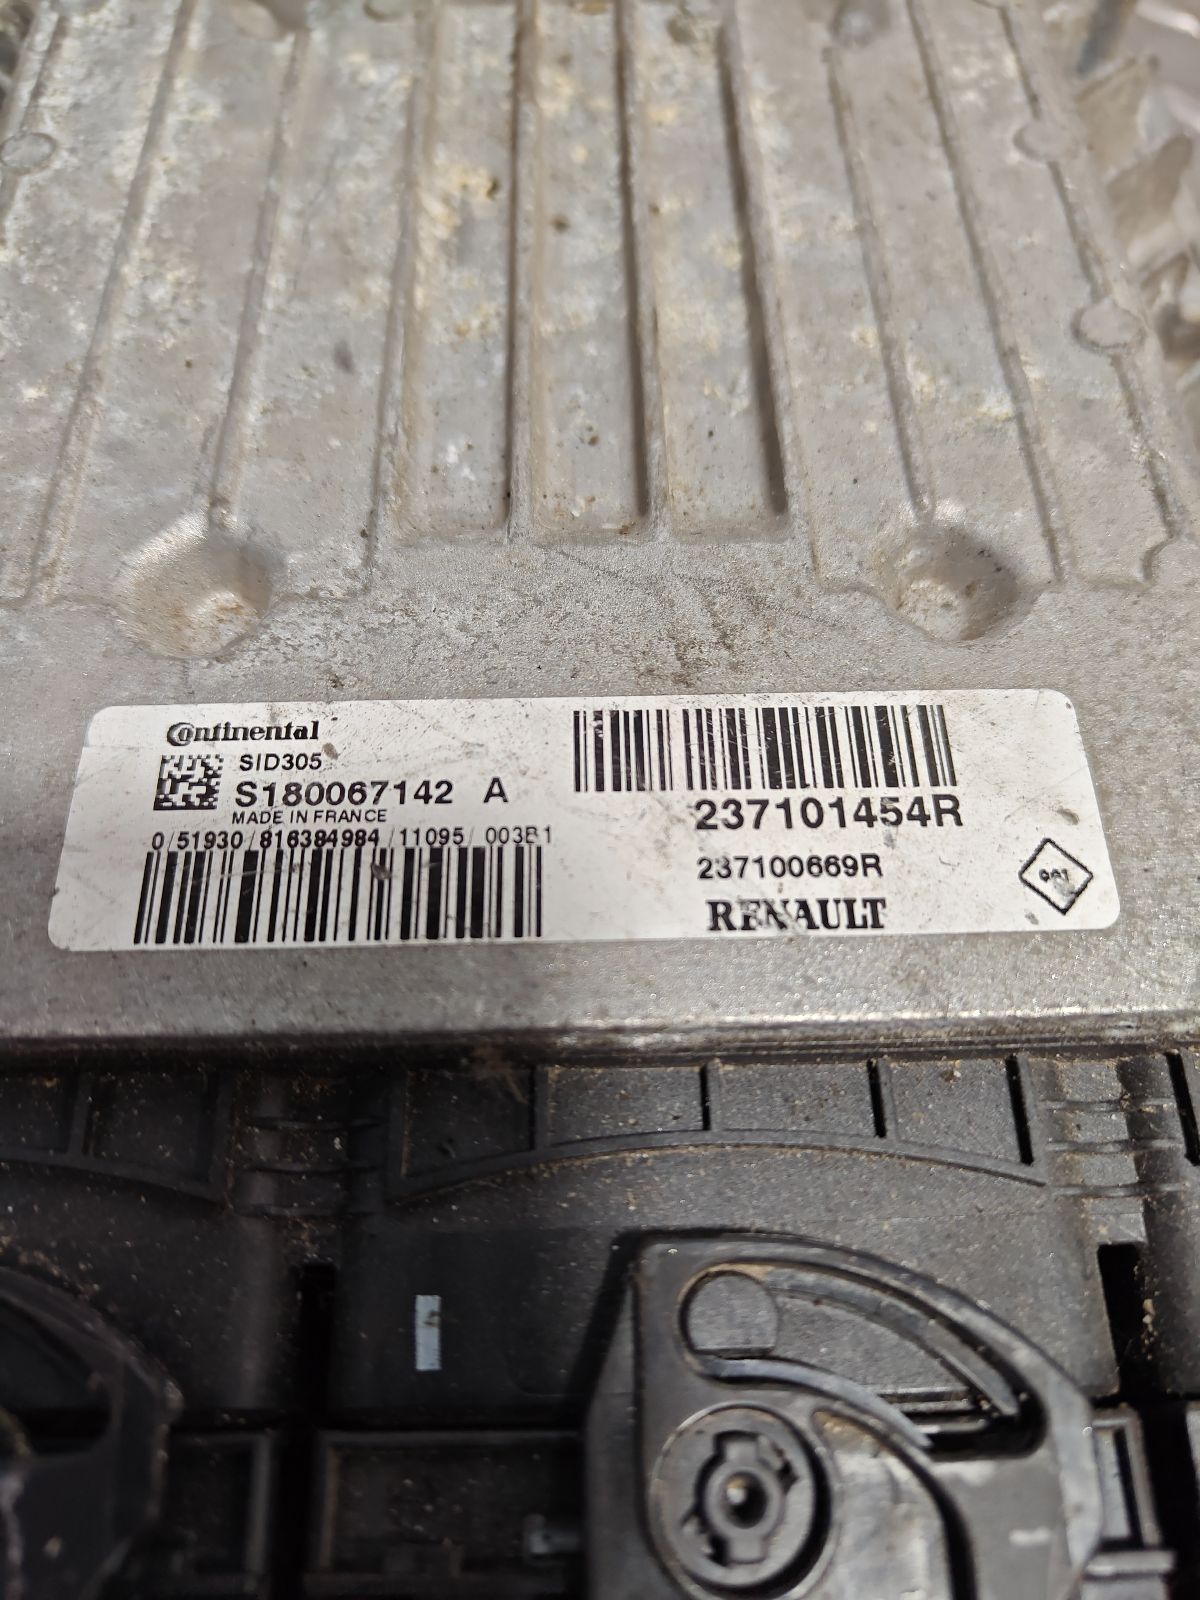 Continental
SID305
S180067142 A
MADE IN FRANCE
0/51930/816384984/11095/003B1
237101454R
237100669R
RENAULT